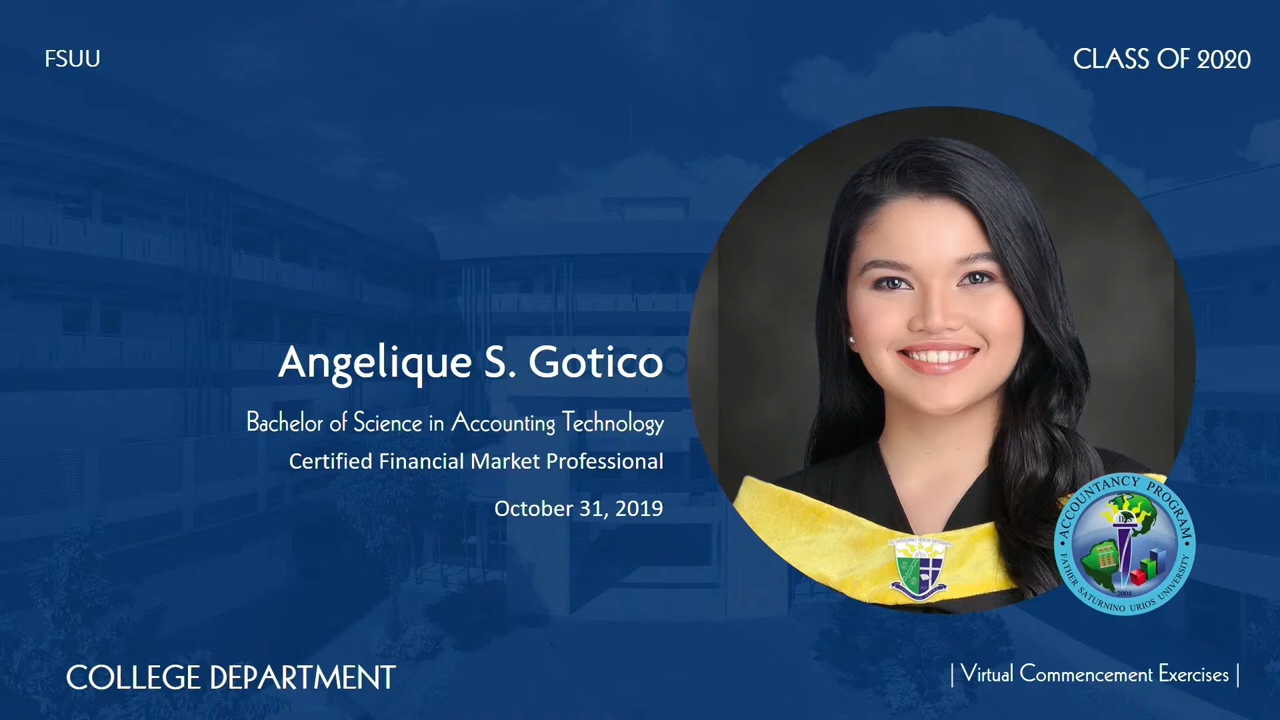 FSUU
CLASS OF 2020
Angelique S. Gotico
Bachelor of Science in Accounting Technology
Certified Financial Market Professional
October 31, 2019
ACCOUNTANCY PROGRAM
FATHER SATURNINO URIOS UNIVERSITY
2004
COLLEGE DEPARTMENT
| Virtual Commencement Exercises |